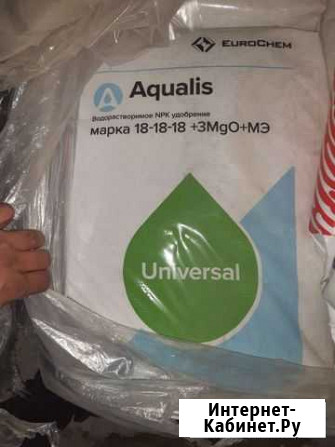 EUROCHEM
Aqualis
Водорастворимое NPK удобрение
марка 18-18-18 +3MgO+МЭ
Universal
Интернет-
Кабинет.Ру